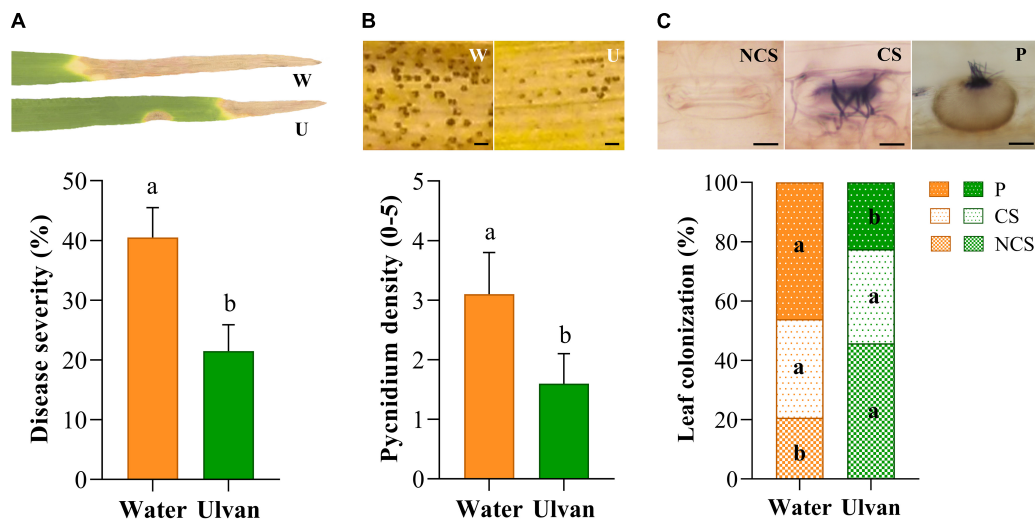 A
W
U
Disease severity (%)
50
40
30
20
10
0
a
b
Water Ulvan
B
W
U
Pycnidium density (0-5)
5
4
3
2
1
0
a
b
Water Ulvan
C
NCS
CS
P
Leaf colonization (%)
100
80
60
40
20
0
a
a
b
b
a
a
Water Ulvan
P
CS
NCS